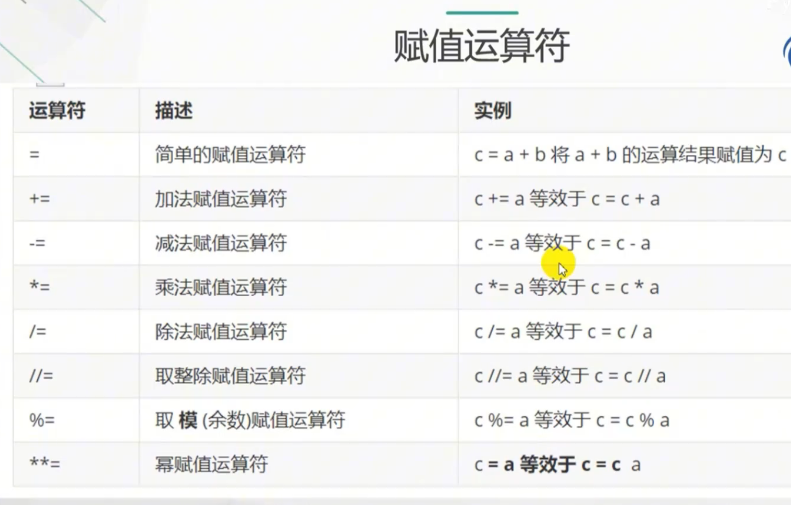 赋值运算符
运算符 描述 实例
= 简单的赋值运算符 c = a + b 将 a + b 的运算结果赋值为 c
+= 加法赋值运算符 c += a 等效于 c = c + a
-= 减法赋值运算符 c -= a 等效于 c = c - a
*= 乘法赋值运算符 c *= a 等效于 c = c * a
/= 除法赋值运算符 c /= a 等效于 c = c / a
//= 取整除赋值运算符 c //= a 等效于 c = c // a
%= 取 模 (余数)赋值运算符 c %= a 等效于 c = c % a
**= 幂赋值运算符 c = a 等效于 c = c a